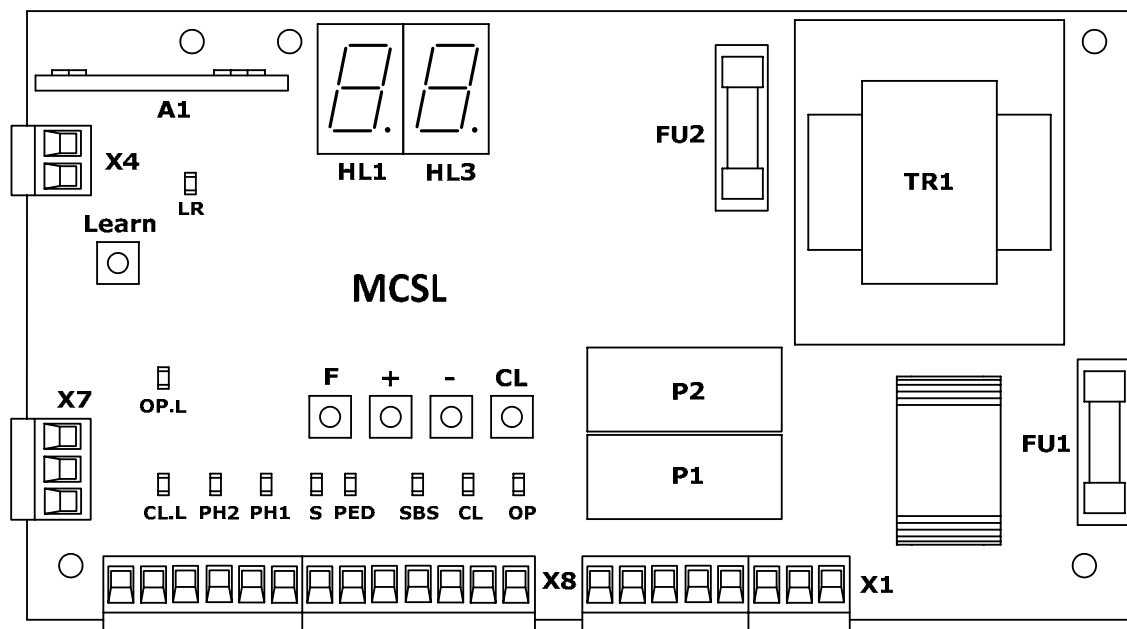 A1
HL1 HL3
FU2
TR1
X4
LR
Learn
MCSL
F + - CL
X7
OP.L
P2
FU1
P1
CL.L PH2 PH1 S PED SBS CL OP
X8
X1